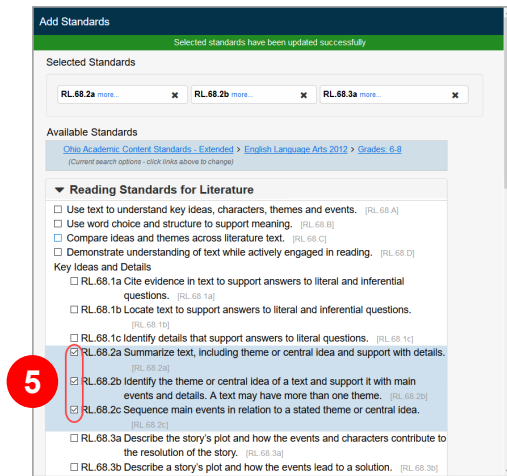 Add Standards
Selected standards have been updated successfully
Selected Standards
RL.68.2a more... ✖ RL.68.2b more... ✖ RL.68.3a more... ✖
Available Standards
Ohio Academic Content Standards - Extended > English Language Arts 2012 > Grades: 6-8
(Current search options - click links above to change)
Reading Standards for Literature
Use text to understand key ideas, characters, themes and events. [RL.68.A]
Use word choice and structure to support meaning. [RL.68.B]
Compare ideas and themes across literature text. [RL.68.C]
Demonstrate understanding of text while actively engaged in reading. [RL.68.D]
Key Ideas and Details
RL.68.1a Cite evidence in text to support answers to literal and inferential
questions. [RL.68.1a]
RL.68.1b Locate text to support answers to literal and inferential questions.
[RL.68.1b]
RL.68.1c Identify details that support answers to literal questions. [RL.68.1c]
RL.68.2a Summarize text, including theme or central idea and support with details.
[RL.68.2a]
5
RL.68.2b Identify the theme or central idea of a text and support it with main
events and details. A text may have more than one theme. [RL.68.2b]
RL.68.2c Sequence main events in relation to a stated theme or central idea.
[RL.68.2c]
RL.68.3a Describe the story's plot and how the events and characters contribute to
the resolution of the story. [RL.68.3a]
RL.68.3b Describe a story's plot and how the events lead to a solution. [RL.68.3b]